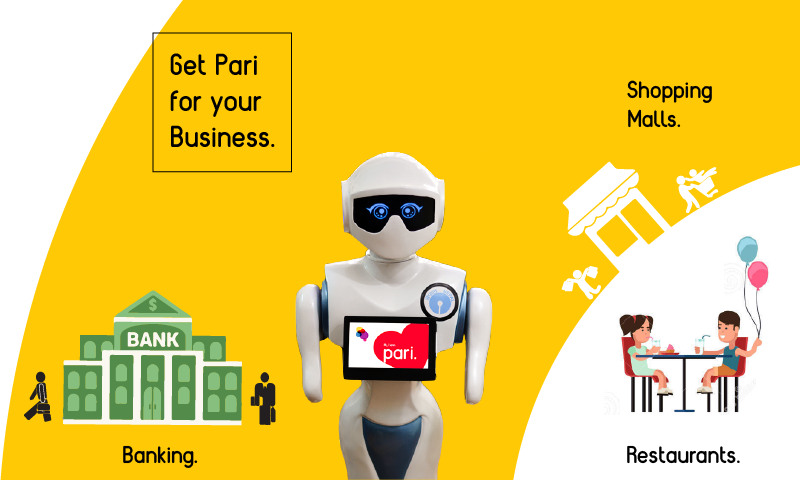 Get Pari
for your
Business.
Shopping
Malls.
$
BANK
pari.
Banking.
Restaurants.